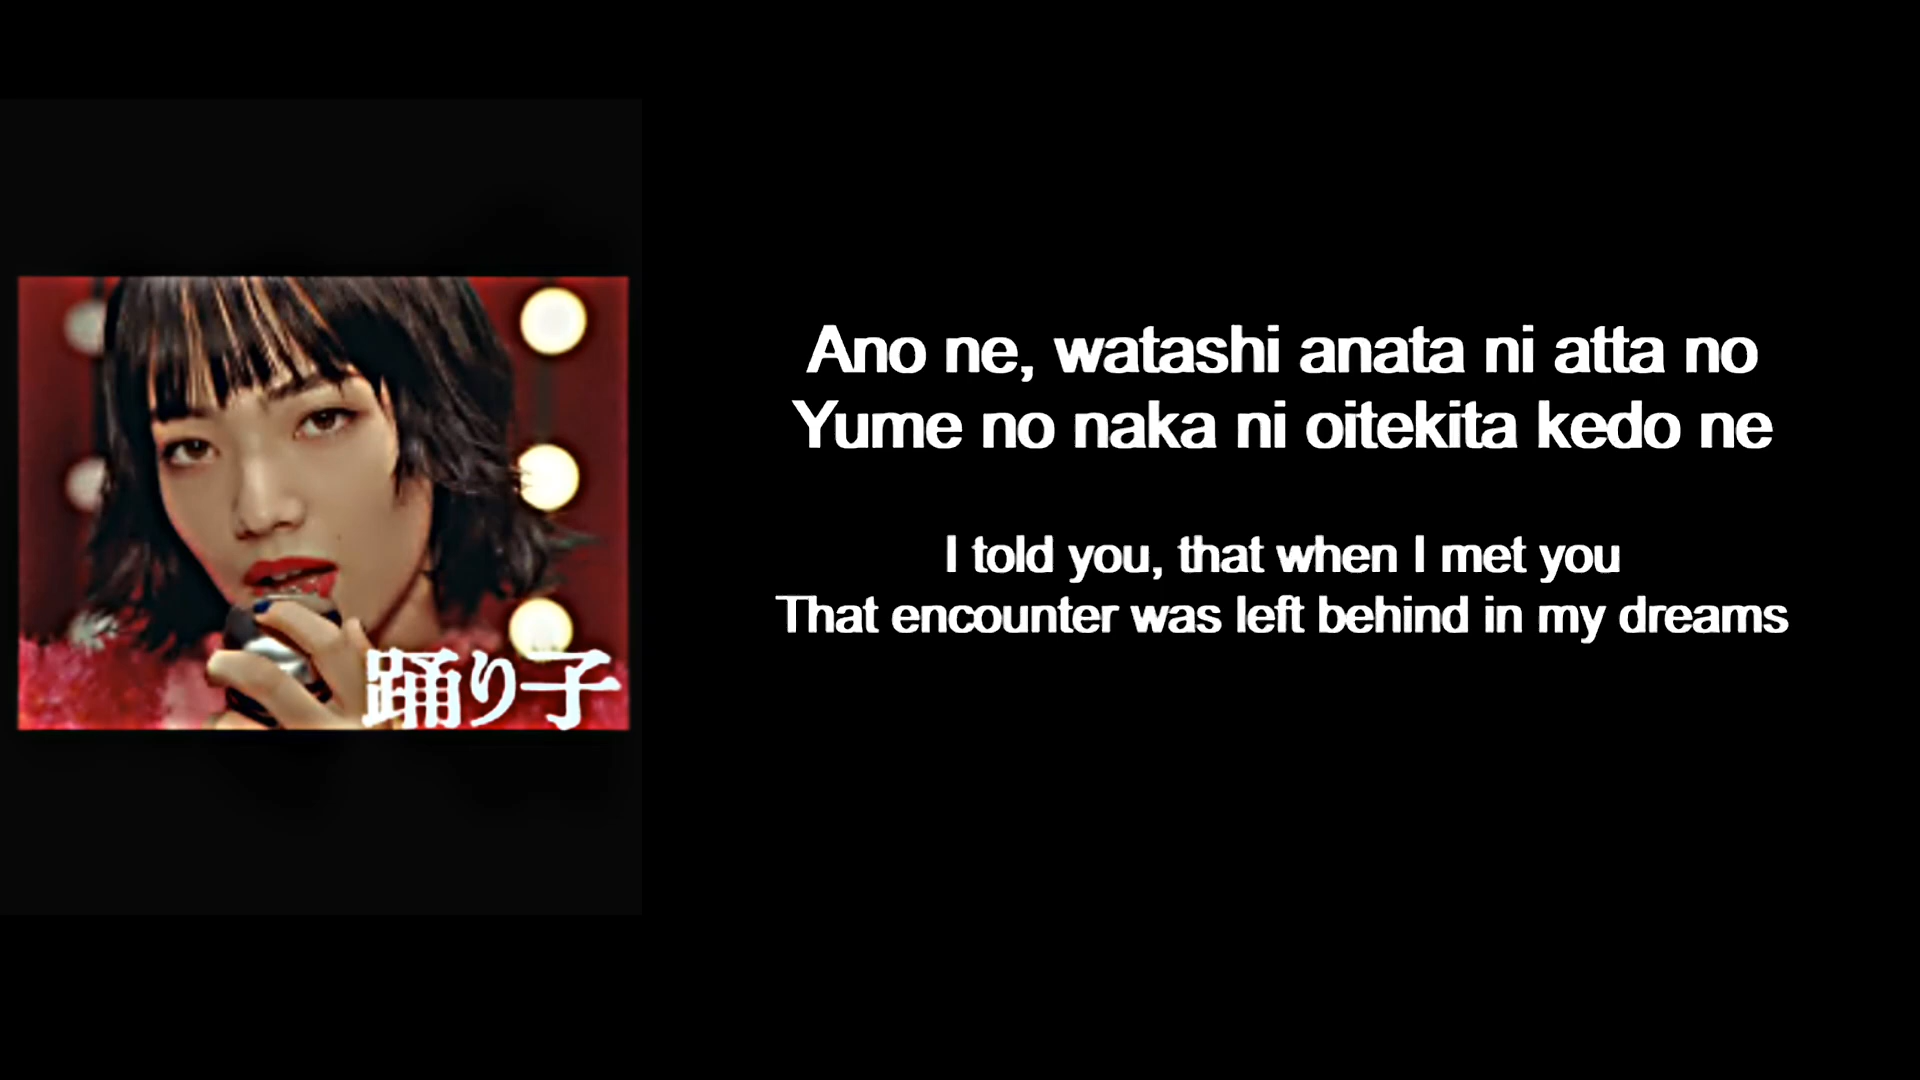 踊り子
Ano ne, watashi anata ni atta no
Yume no naka ni oitekita kedo ne
I told you, that when I met you
That encounter was left behind in my dreams